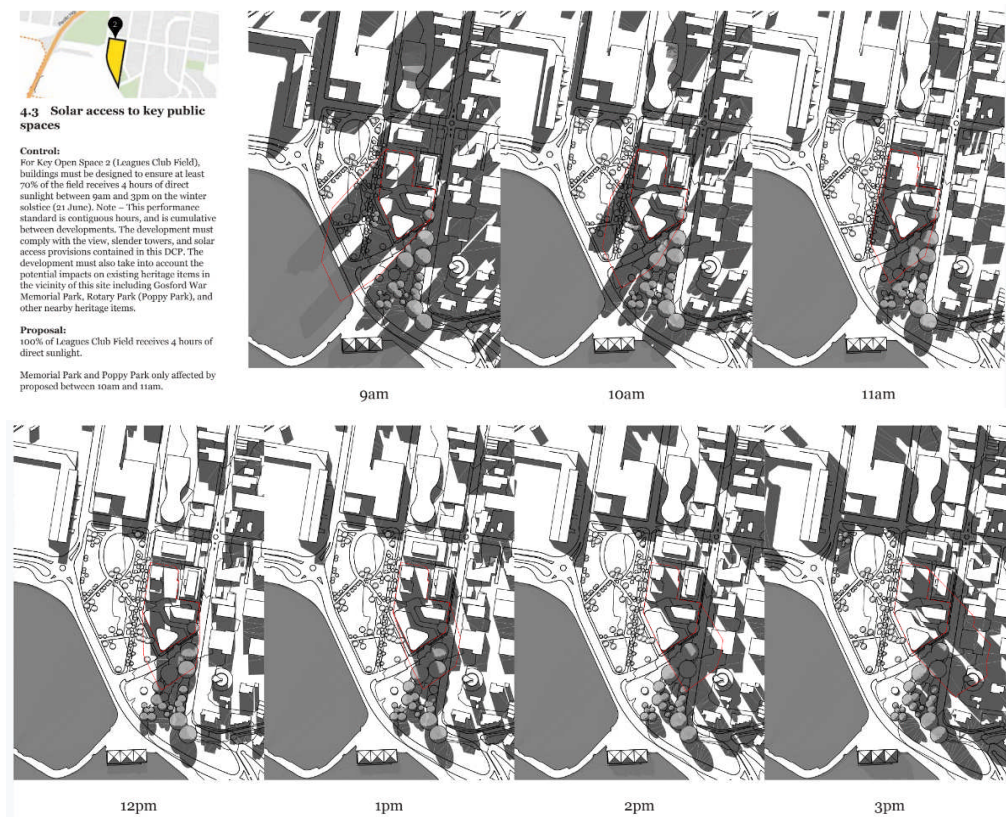 2
4.3 Solar access to key public
spaces
Control:
For Key Open Space 2 (Leagues Club Field),
buildings must be designed to ensure at least
70% of the field receives 4 hours of direct
sunlight between 9am and 3pm on the winter
solstice (21 June). Note – This performance
standard is contiguous hours, and is cumulative
between developments. The development must
comply with the view, slender towers, and solar
access provisions contained in this DCP. The
development must also take into account the
potential impacts on existing heritage items in
the vicinity of this site including Gosford War
Memorial Park, Rotary Park (Poppy Park), and
other nearby heritage items.
Proposal:
100% of Leagues Club Field receives 4 hours of
direct sunlight.
Memorial Park and Poppy Park only affected by
proposed between 10am and 11am.
9am
10am
11am
12pm
1pm
2pm
3pm